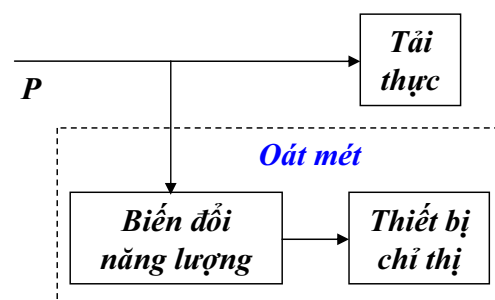 Tải
thực
P
Oát mét
Biến đổi
năng lượng
Thiết bị
chỉ thị